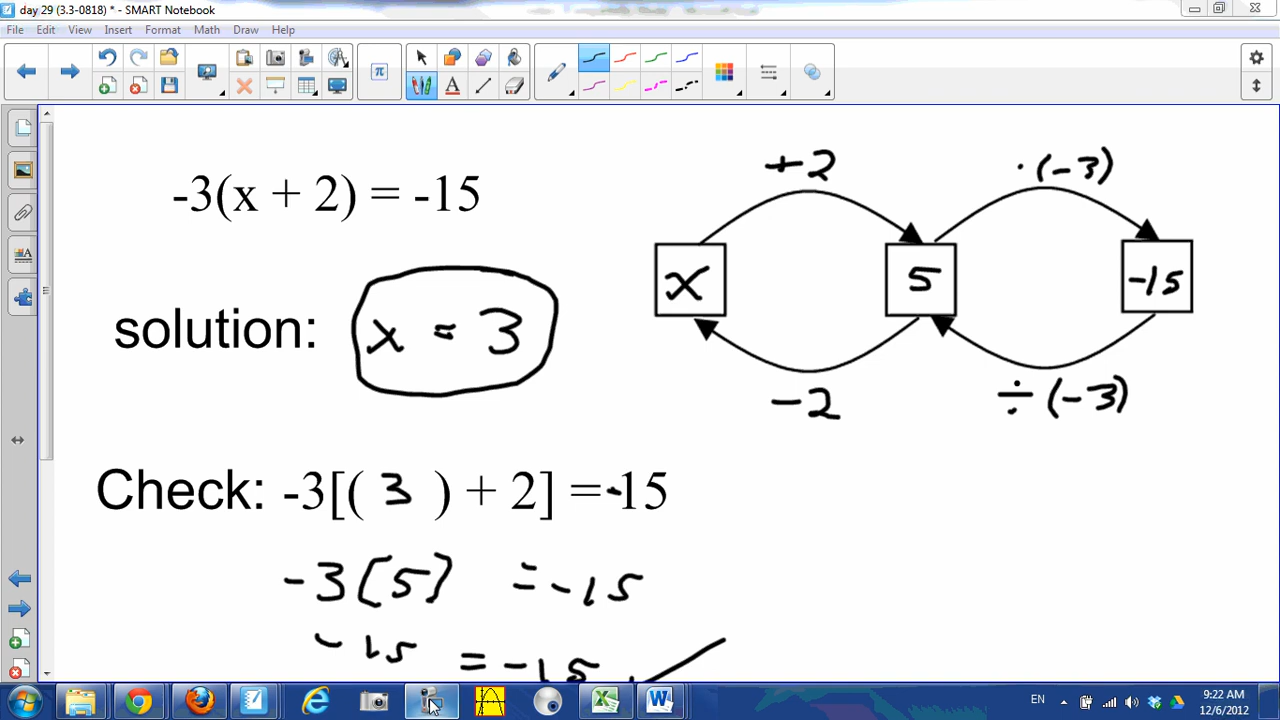 day 29 (3.3-0818) * - SMART Notebook
File Edit View Insert Format Math Draw Help
π
A
-3(x + 2) = -15
+2
·(-3)
x
5
-15
-2
÷(-3)
solution: x = 3
Check: -3[( 3 ) + 2] = -15
-3(5) = -15
-15 = -15 ✓
EN
9:22 AM
12/6/2012